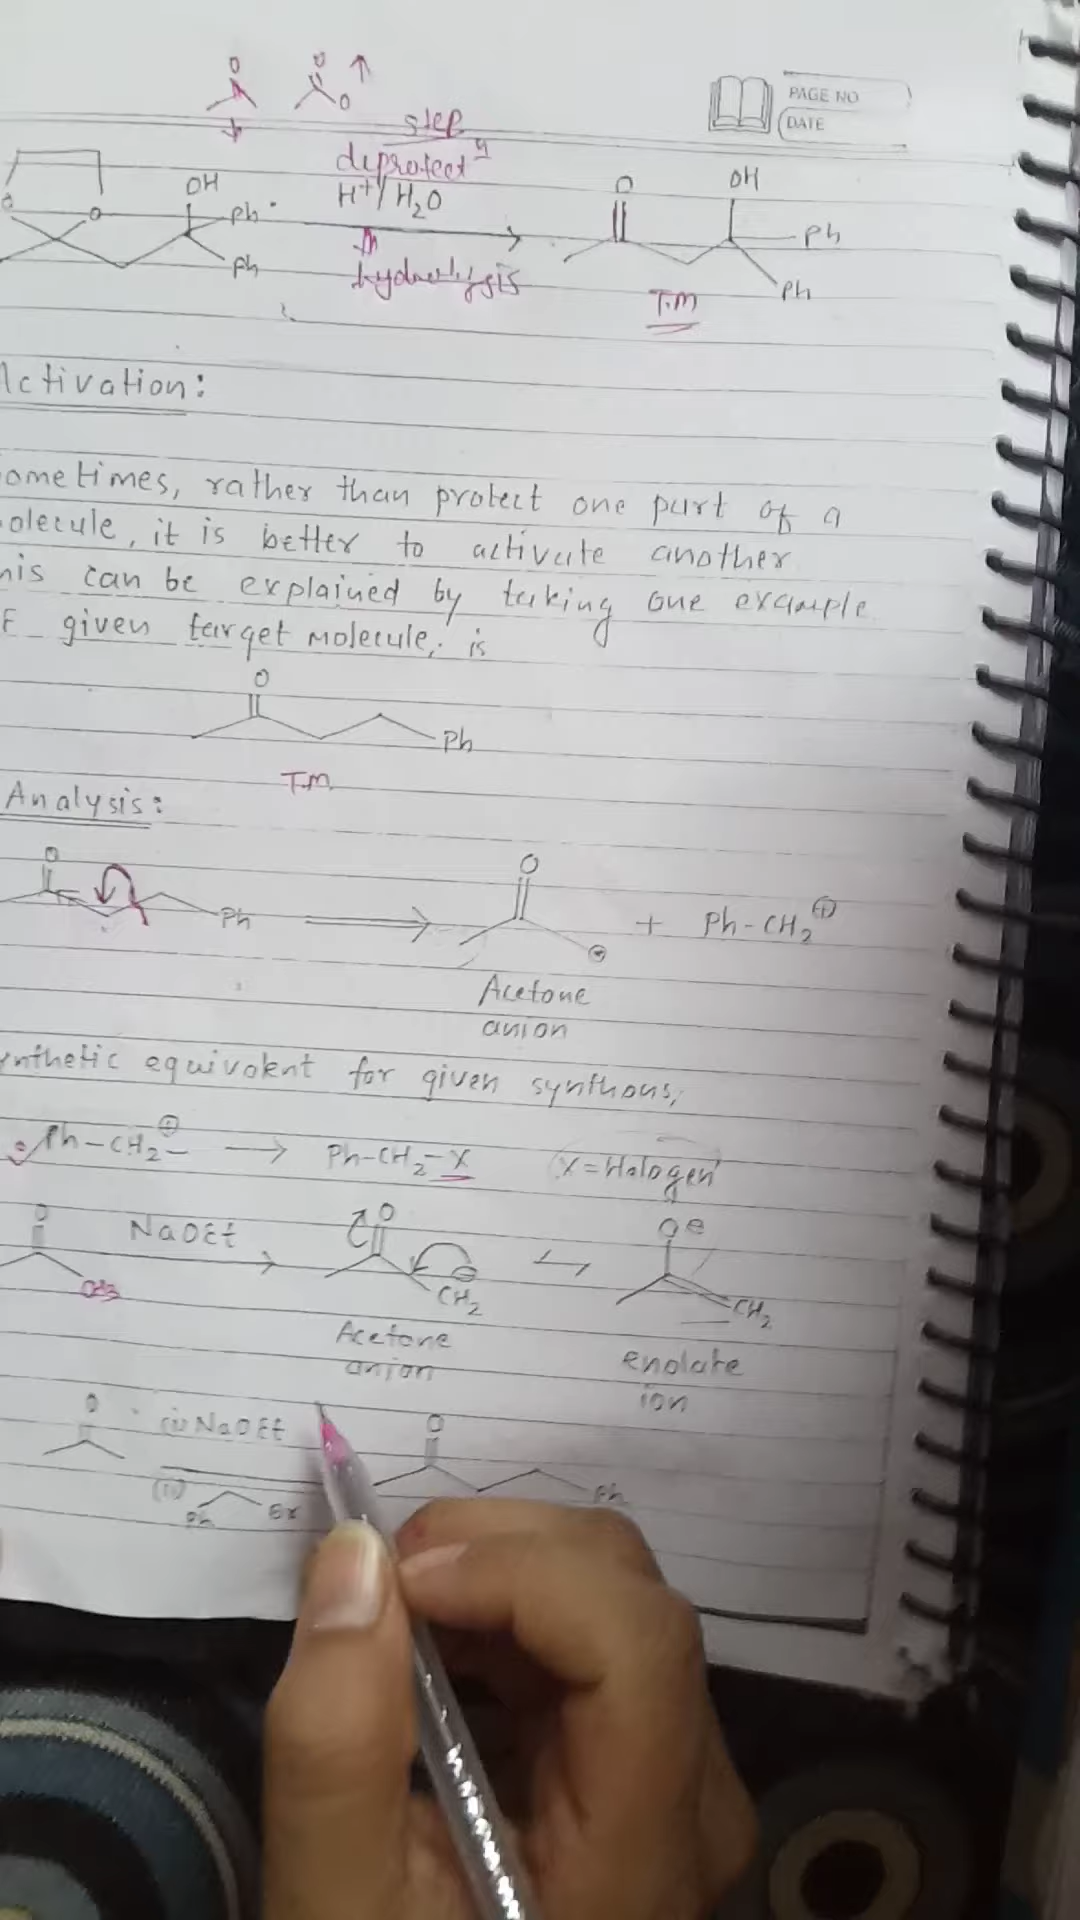 O O
O
step
PAGE NO
DATE
deprotectⁿ
H⁺/H₂O
O O OH Ph Ph
hydrolysis
O OH Ph Ph
T.M
Activation:
ometimes, rather than protect one part of a
olecule, it is better to activate another
his can be explained by taking one example.
given target molecule, is
O
Ph
T.M.
Analysis:
O Ph O ⊖ + Ph-CH₂⊕
Acetone
anion
ynthetic equivolent for given synthons,
Ph-CH₂⊕ → Ph-CH₂-X (X=Halogen)
O NaOEt O ⊖ CH₂ O⊖ CH₂
Acetone
anion
enolate
ion
O (i) NaOEt O Ph
(ii) Ph Br